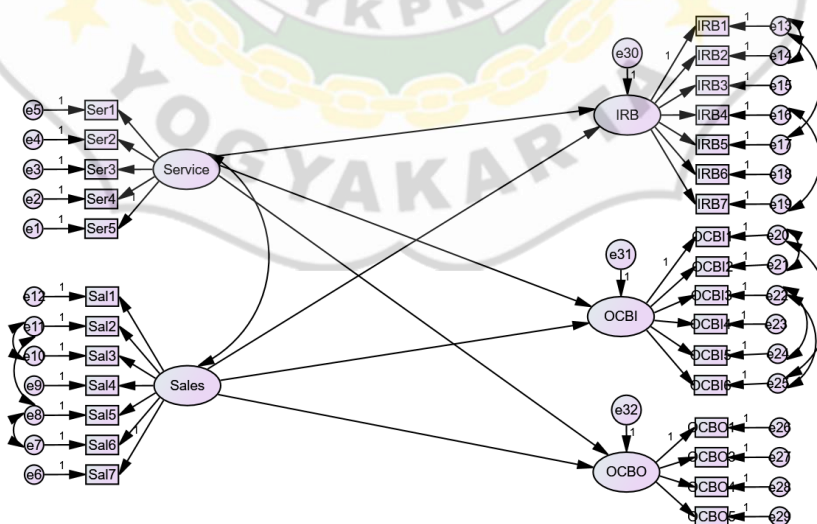 YKPN
YOGYAKARTA
e5 1 Ser1
e4 1 Ser2
e3 1 Ser3
e2 1 Ser4
e1 1 Ser5
Service
1
e12 1 Sal1
e11 1 Sal2
e10 1 Sal3
e9 1 Sal4
e8 1 Sal5
e7 1 Sal6
e6 1 Sal7
Sales
1
e30
1
IRB
1
IRB1 1 e13
IRB2 1 e14
IRB3 1 e15
IRB4 1 e16
IRB5 1 e17
IRB6 1 e18
IRB7 1 e19
e31
1
OCBI
1
OCBI1 1 e20
OCBI2 1 e21
OCBI3 1 e22
OCBI4 1 e23
OCBI5 1 e24
OCBI6 1 e25
e32
1
OCBO
1
OCBO1 1 e26
OCBO3 1 e27
1 e28
OCBO5 1 e29